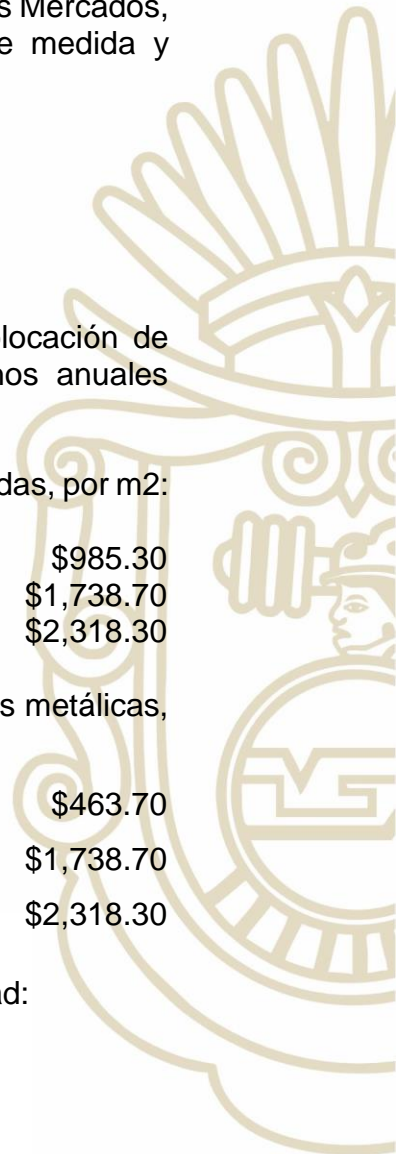 s Mercados,
e medida y
locación de
nos anuales
das, por m2:
$985.30
$1,738.70
$2,318.30
s metálicas,
$463.70
$1,738.70
$2,318.30
ad: